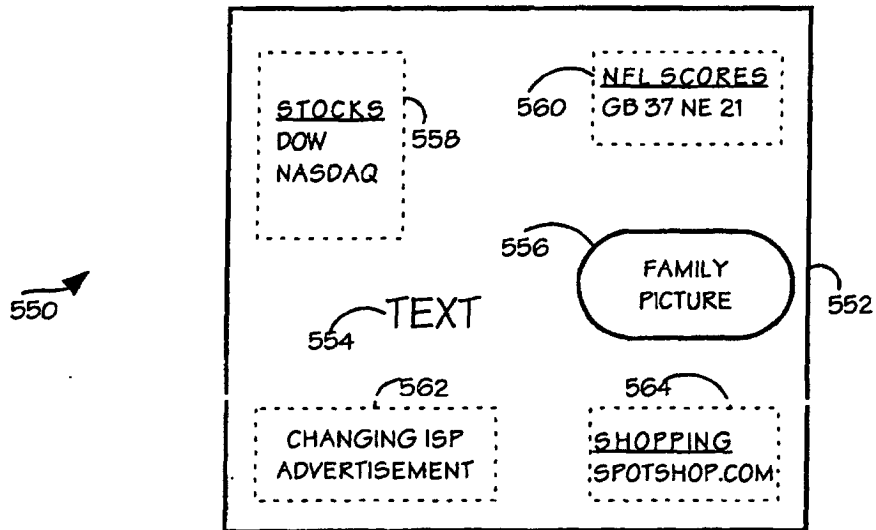 STOCKS
DOW
NASDAQ
558
560
NFL SCORES
GB 37 NE 21
556
FAMILY
PICTURE
552
550
554
TEXT
562
CHANGING ISP
ADVERTISEMENT
564
SHOPPING
SPOTSHOP.COM